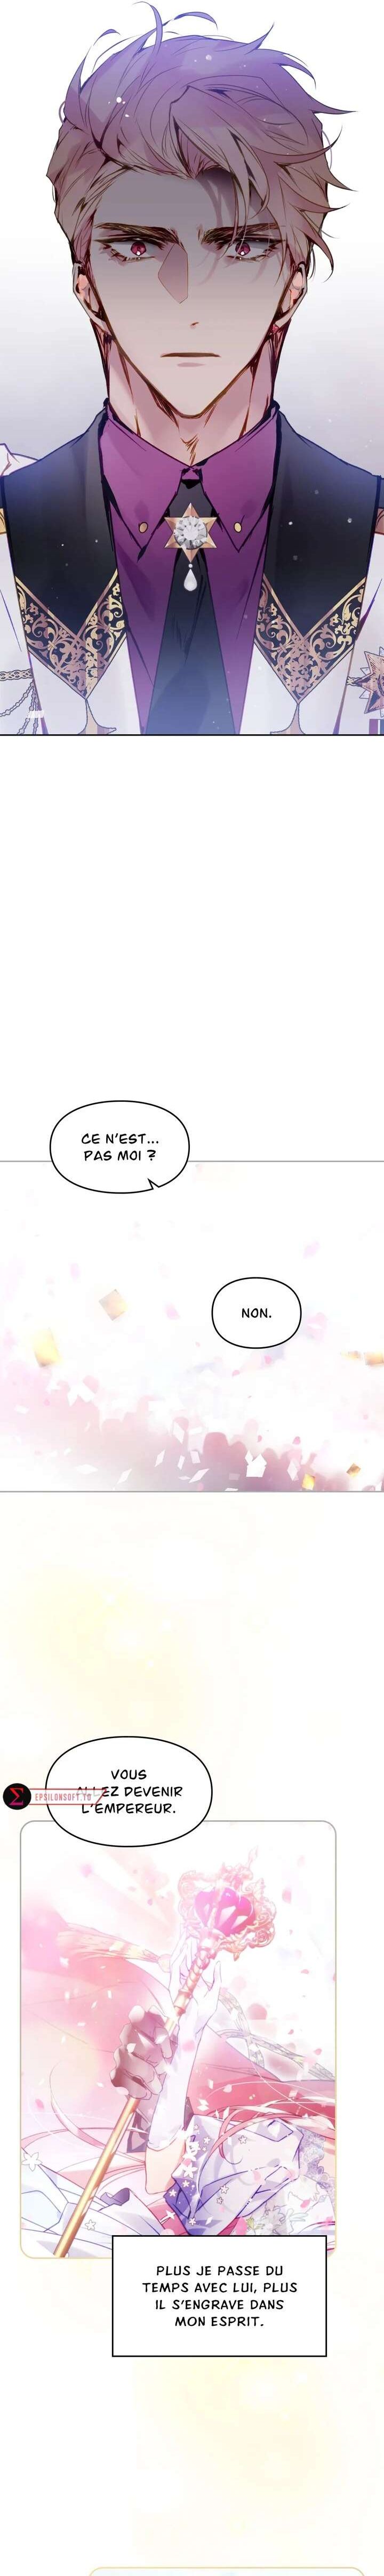 CE N'EST...
PAS MOI ?
NON.
VOUS
ALLEZ DEVENIR
L'EMPEREUR.
EPSILONSOFT.TO
PLUS JE PASSE DU
TEMPS AVEC LUI, PLUS
IL S'ENGRAVE DANS
MON ESPRIT.